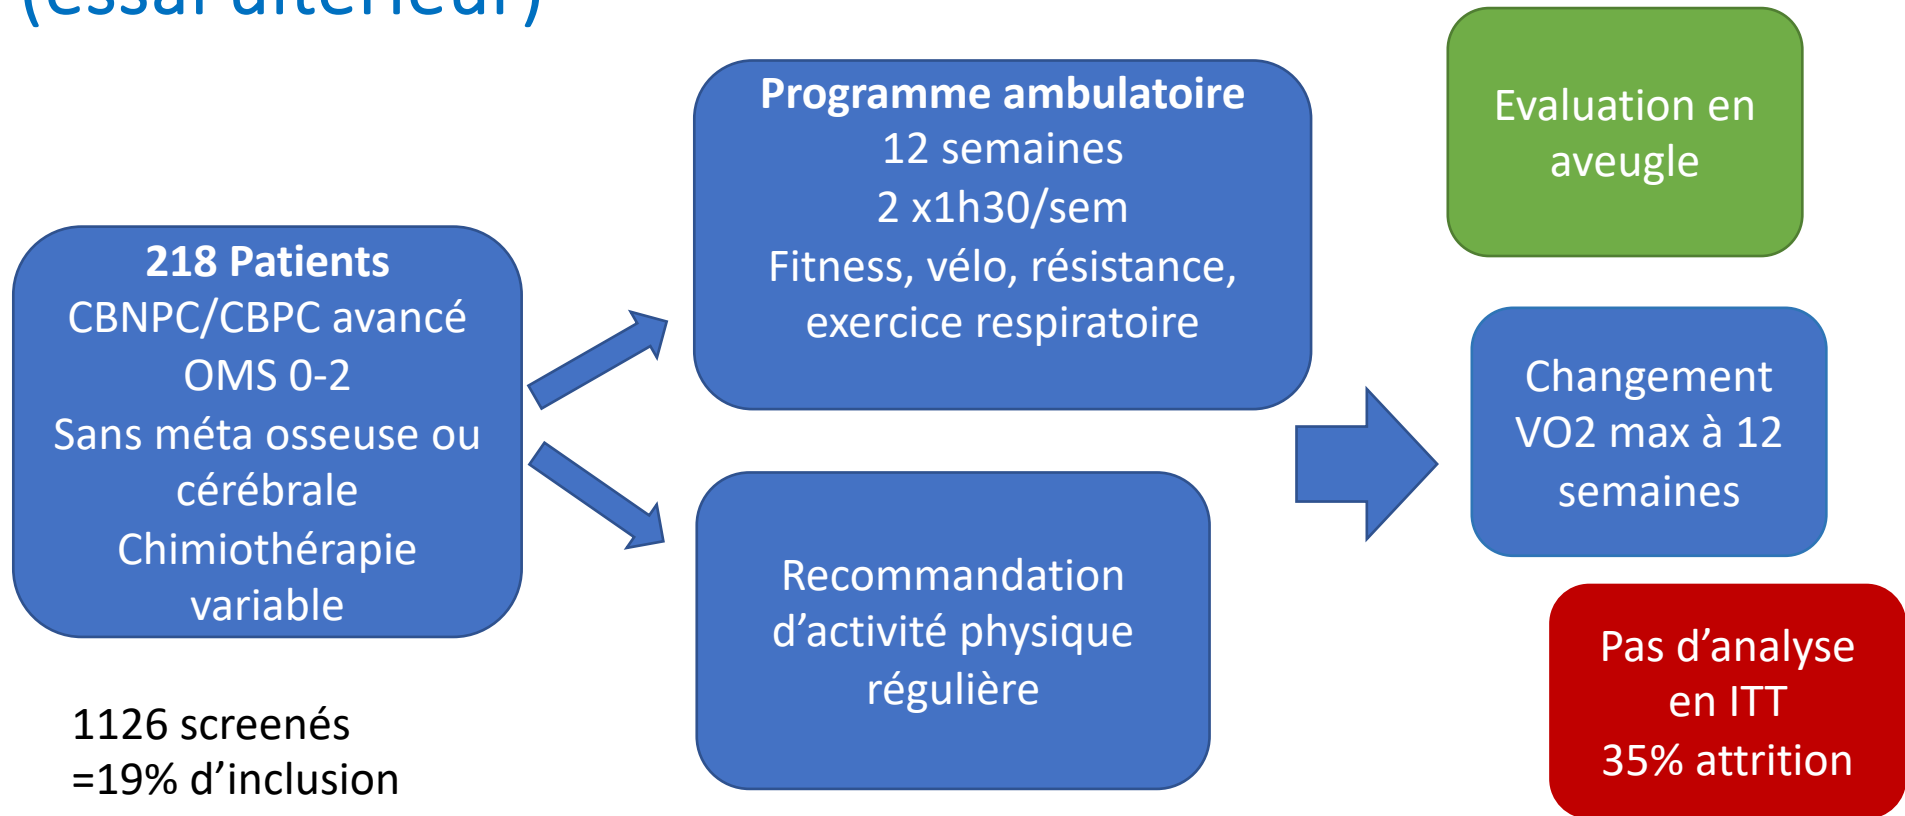 (essai ultérieur)
218 Patients
CBNPC/CBPC avancé
OMS 0-2
Sans méta osseuse ou
cérébrale
Chimiothérapie
variable
1126 screenés
=19% d’inclusion
Programme ambulatoire
12 semaines
2 x1h30/sem
Fitness, vélo, résistance,
exercice respiratoire
Recommandation
d’activité physique
régulière
Evaluation en
aveugle
Changement
VO2 max à 12
semaines
Pas d’analyse
en ITT
35% attrition